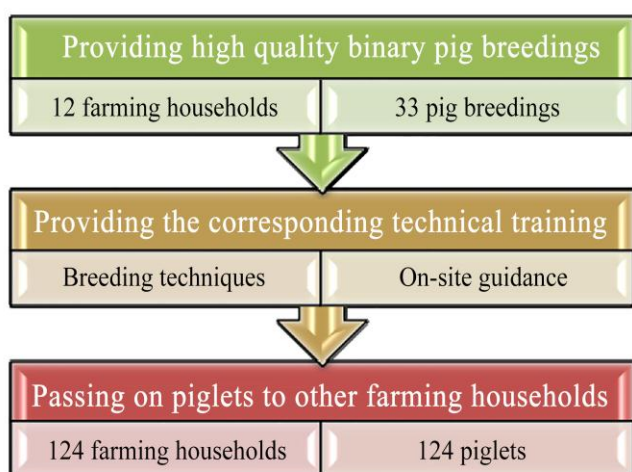 Providing high quality binary pig breedings
12 farming households
33 pig breedings
Providing the corresponding technical training
Breeding techniques
On-site guidance
Passing on piglets to other farming households
124 farming households
124 piglets